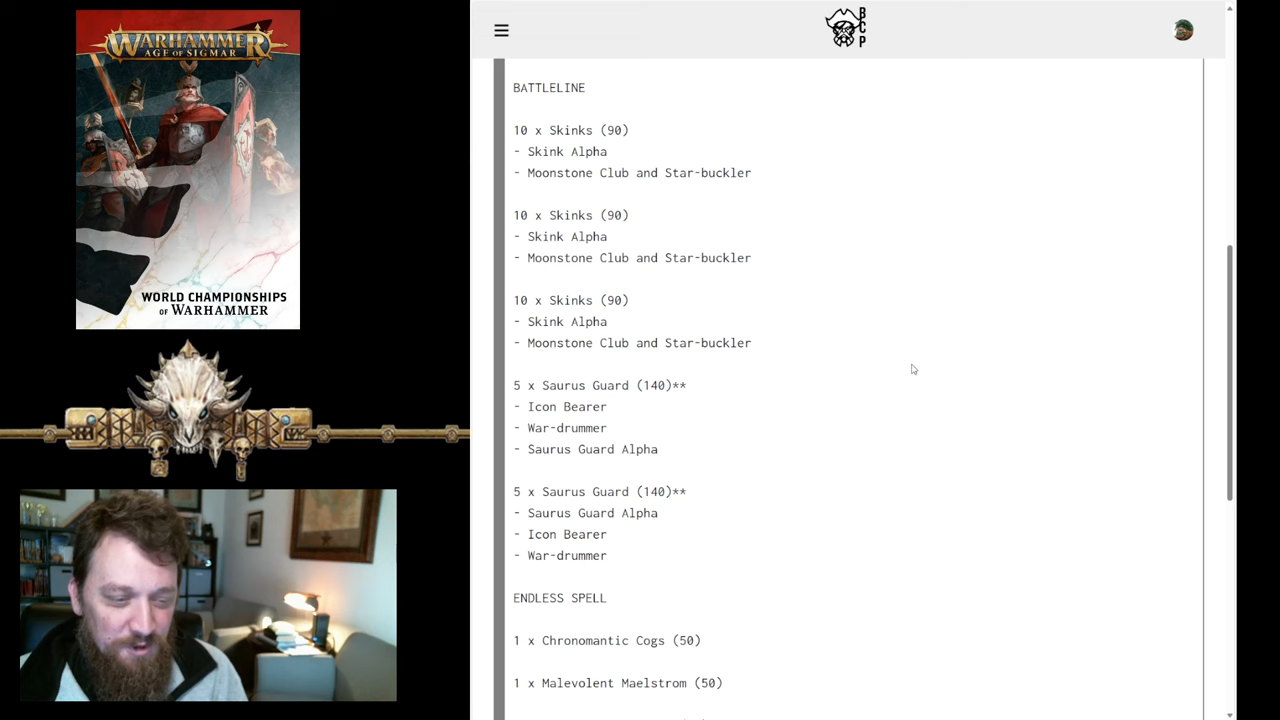 WARHAMMER
AGE OF SIGMAR
WORLD CHAMPIONSHIPS
OF WARHAMMER
BCP
BATTLELINE
10 x Skinks (90)
- Skink Alpha
- Moonstone Club and Star-buckler
10 x Skinks (90)
- Skink Alpha
- Moonstone Club and Star-buckler
10 x Skinks (90)
- Skink Alpha
- Moonstone Club and Star-buckler
5 x Saurus Guard (140)**
- Icon Bearer
- War-drummer
- Saurus Guard Alpha
5 x Saurus Guard (140)**
- Saurus Guard Alpha
- Icon Bearer
- War-drummer
ENDLESS SPELL
1 x Chronomantic Cogs (50)
1 x Malevolent Maelstrom (50)